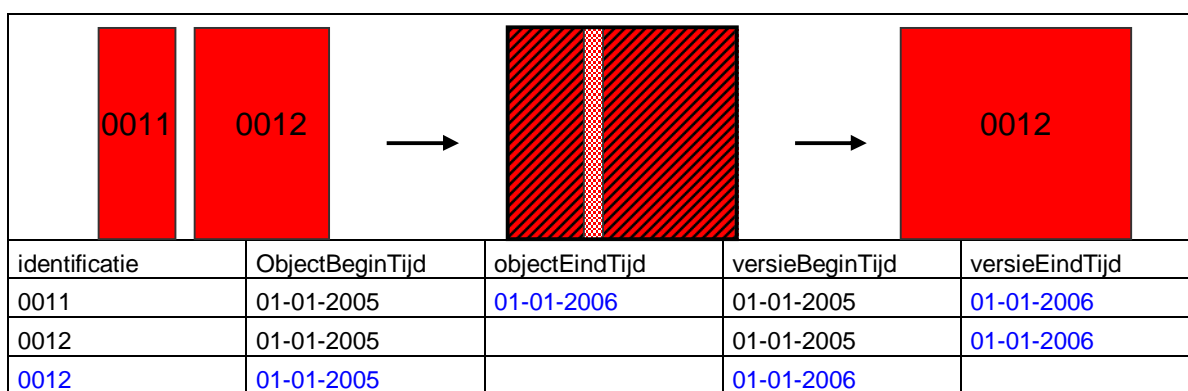 0011 0012 0012
identificatie ObjectBeginTijd objectEindTijd versieBeginTijd versieEindTijd
0011 01-01-2005 01-01-2006 01-01-2005 01-01-2006
0012 01-01-2005 01-01-2005 01-01-2006
0012 01-01-2005 01-01-2006